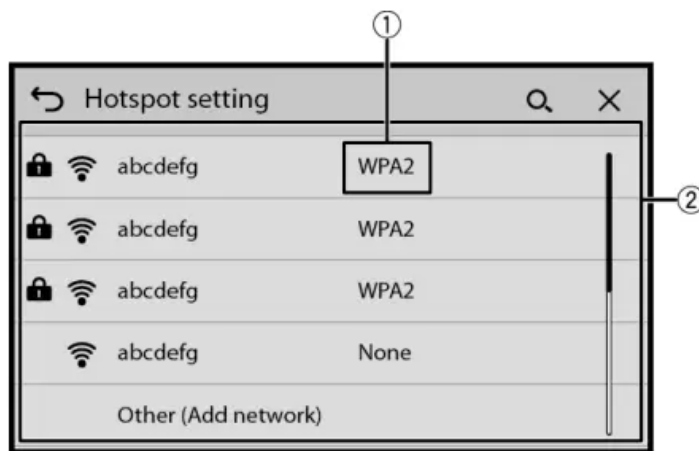 ①
Hotspot setting
abcdefg WPA2
②
abcdefg WPA2
abcdefg WPA2
abcdefg None
Other (Add network)